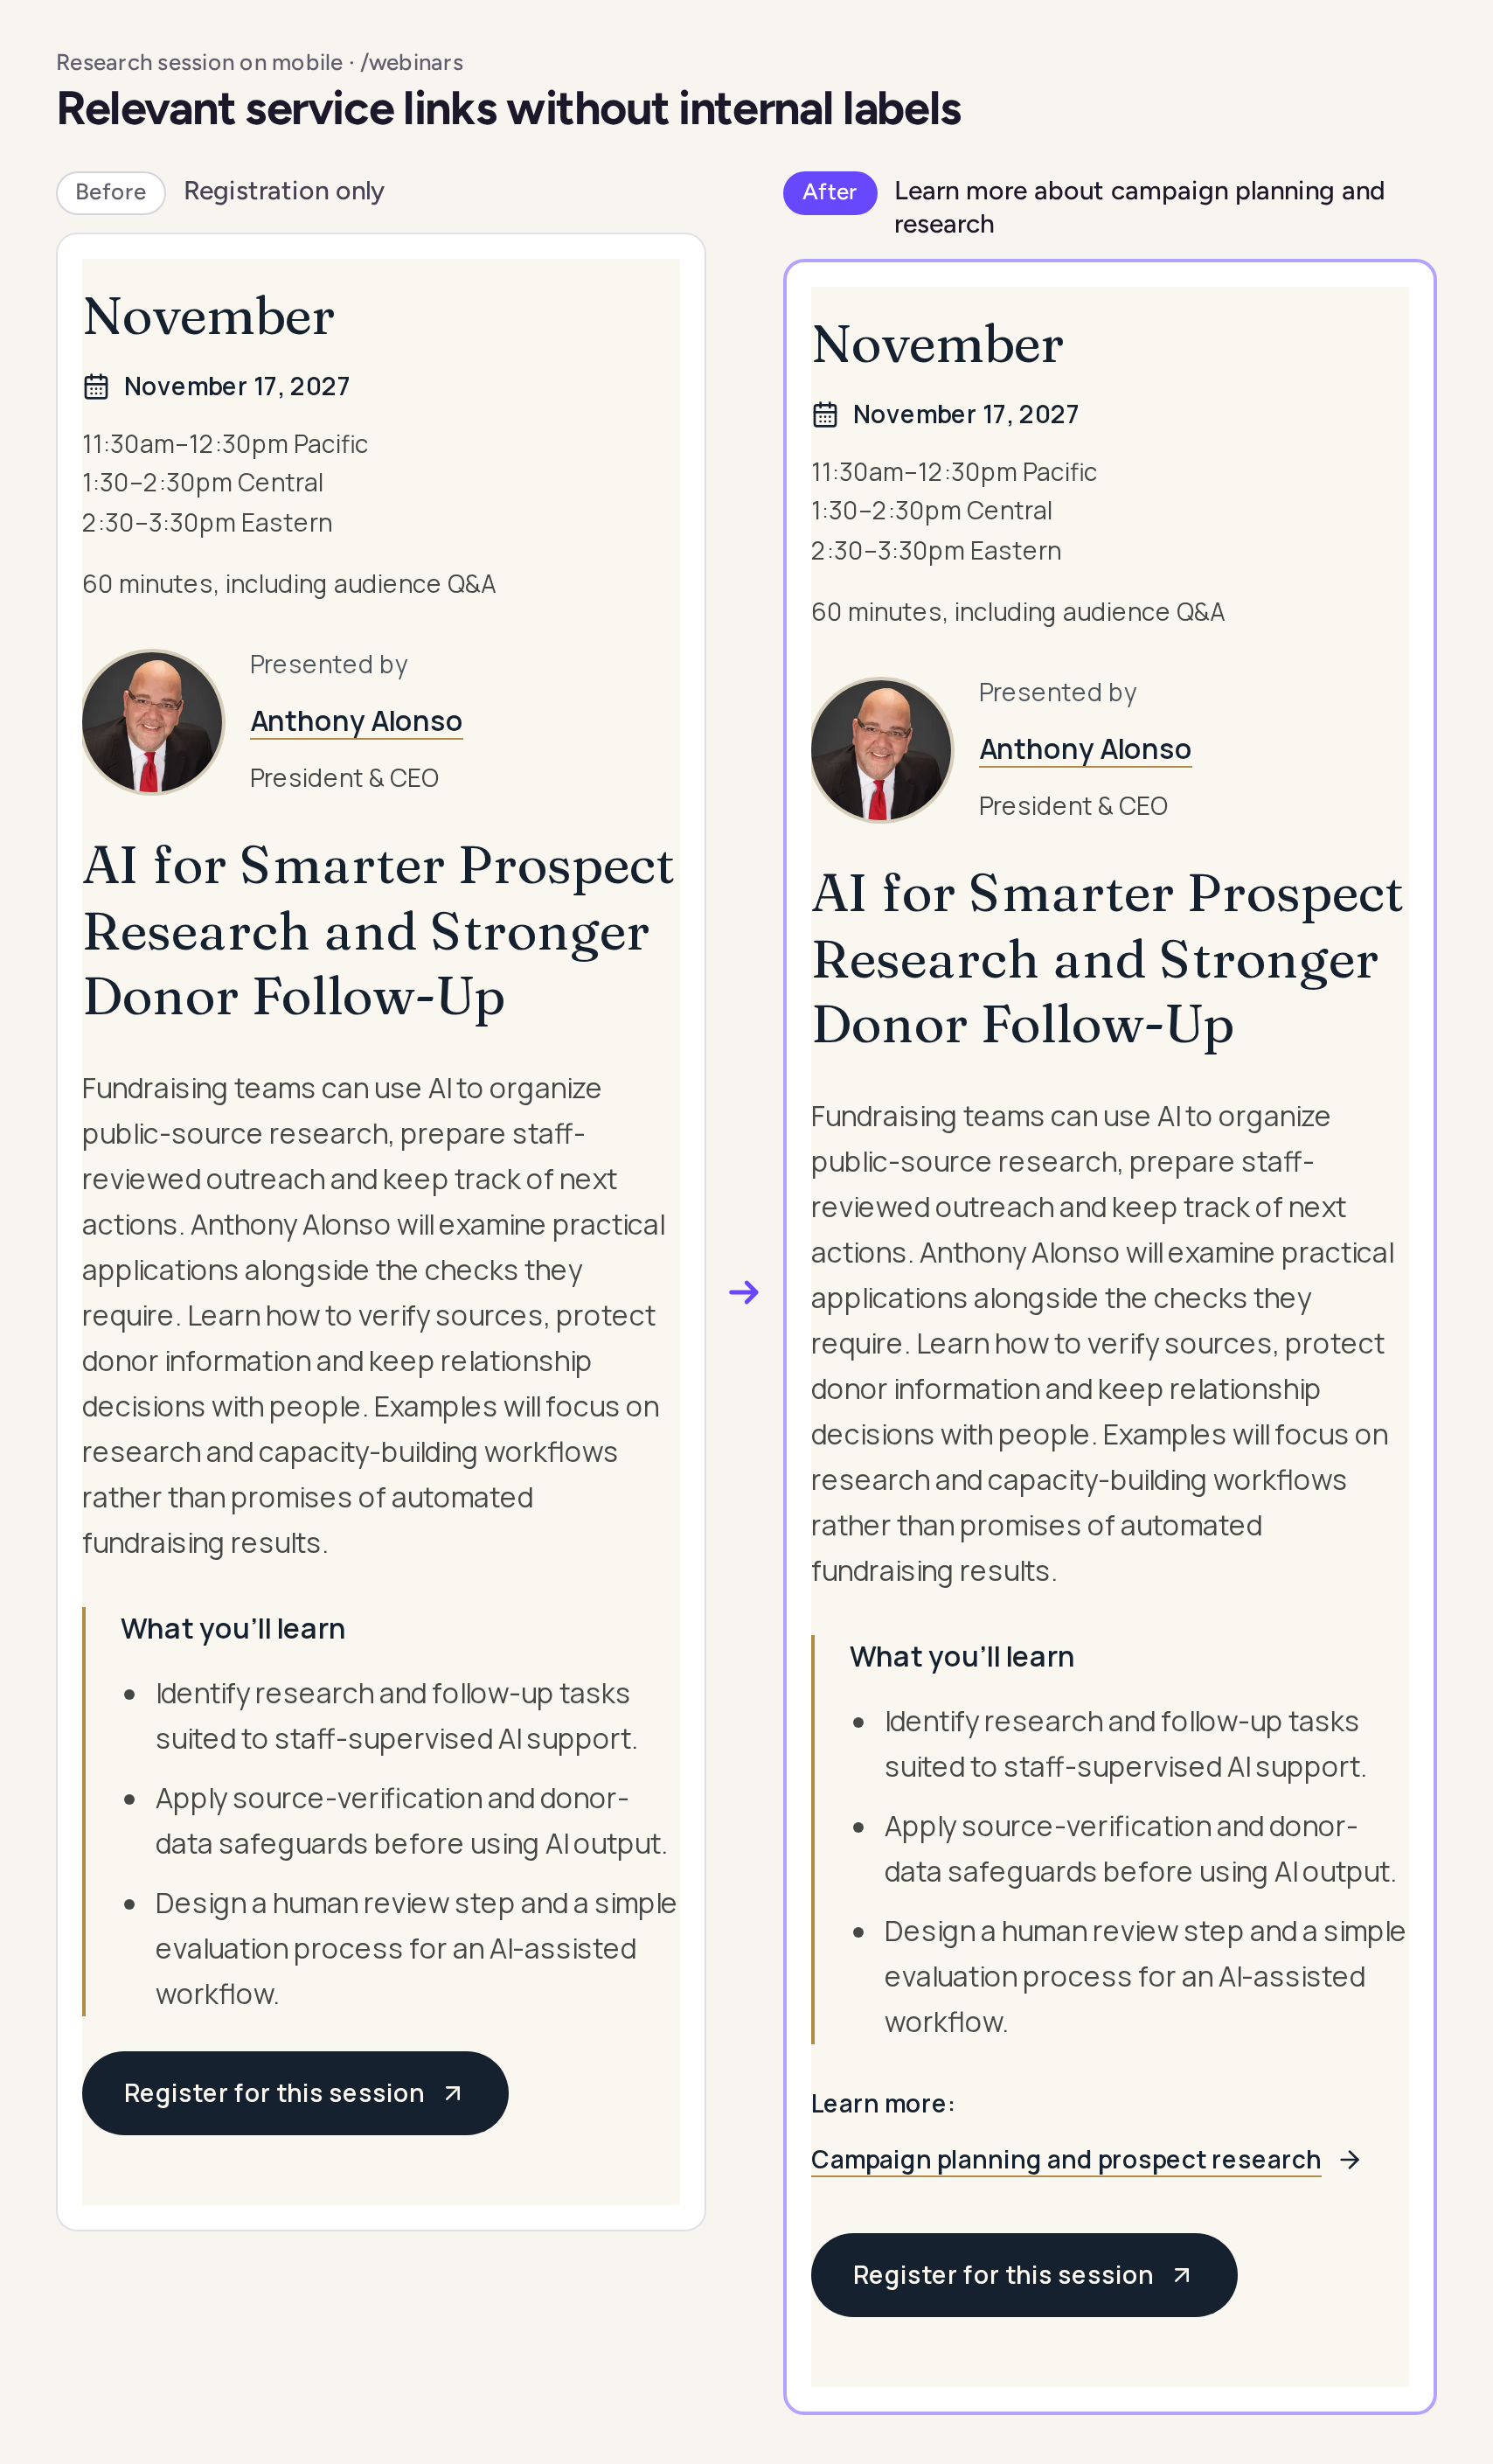 Research session on mobile · /webinars
Relevant service links without internal labels
Before
Registration only
November
November 17, 2027
11:30am–12:30pm Pacific
1:30–2:30pm Central
2:30–3:30pm Eastern
60 minutes, including audience Q&A
Presented by
Anthony Alonso
President & CEO
AI for Smarter Prospect
Research and Stronger
Donor Follow-Up
Fundraising teams can use AI to organize
public-source research, prepare staff-
reviewed outreach and keep track of next
actions. Anthony Alonso will examine practical
applications alongside the checks they
require. Learn how to verify sources, protect
donor information and keep relationship
decisions with people. Examples will focus on
research and capacity-building workflows
rather than promises of automated
fundraising results.
What you’ll learn
• Identify research and follow-up tasks
suited to staff-supervised AI support.
• Apply source-verification and donor-
data safeguards before using AI output.
• Design a human review step and a simple
evaluation process for an AI-assisted
workflow.
Register for this session
After
Learn more about campaign planning and
research
November
November 17, 2027
11:30am–12:30pm Pacific
1:30–2:30pm Central
2:30–3:30pm Eastern
60 minutes, including audience Q&A
Presented by
Anthony Alonso
President & CEO
AI for Smarter Prospect
Research and Stronger
Donor Follow-Up
Fundraising teams can use AI to organize
public-source research, prepare staff-
reviewed outreach and keep track of next
actions. Anthony Alonso will examine practical
applications alongside the checks they
require. Learn how to verify sources, protect
donor information and keep relationship
decisions with people. Examples will focus on
research and capacity-building workflows
rather than promises of automated
fundraising results.
What you’ll learn
• Identify research and follow-up tasks
suited to staff-supervised AI support.
• Apply source-verification and donor-
data safeguards before using AI output.
• Design a human review step and a simple
evaluation process for an AI-assisted
workflow.
Learn more:
Campaign planning and prospect research
Register for this session